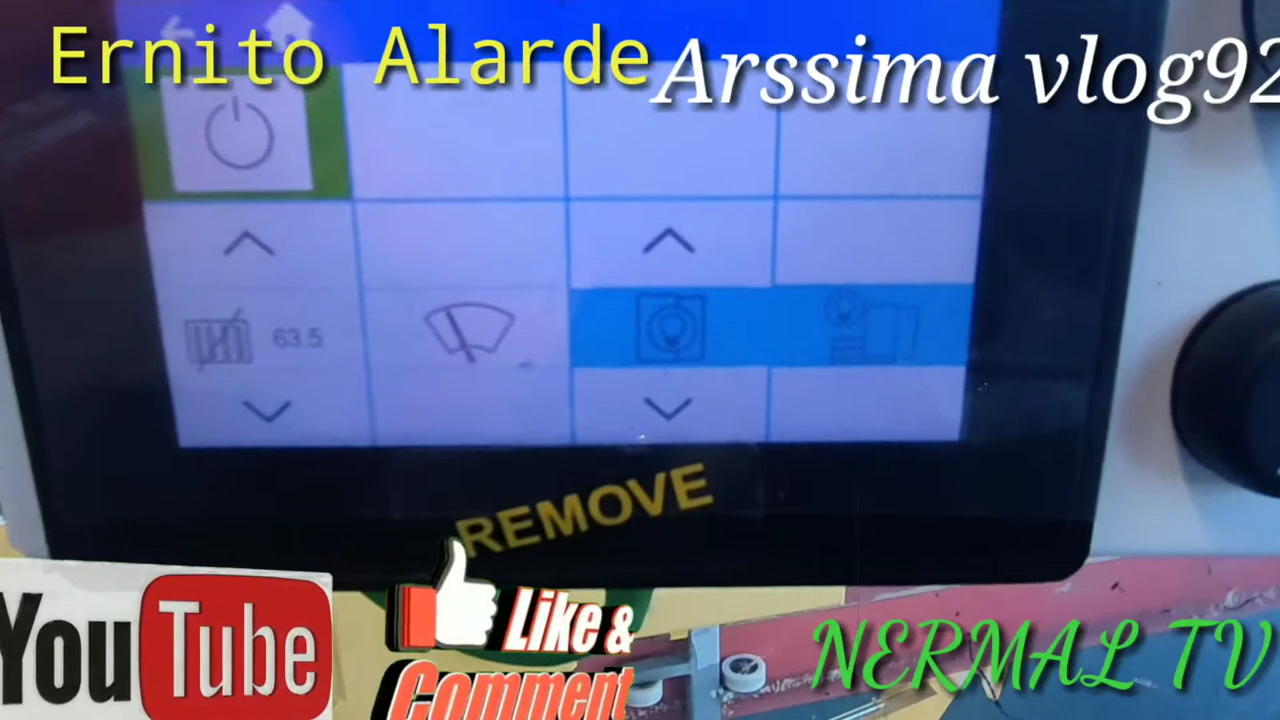 Ernito Alarde
Arssima vlog92
63.5
REMOVE
YouTube
Like &
Comment
NERMAL TV